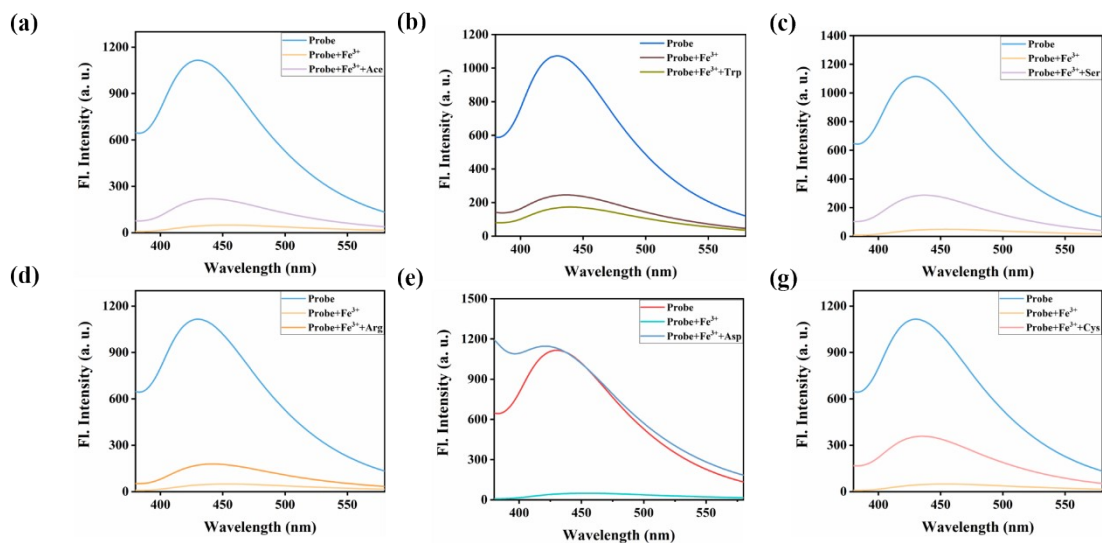 (a)
Fl. Intensity (a. u.)
1200
900
600
300
0
400 450 500 550
Wavelength (nm)
Probe
Probe+Fe³⁺
Probe+Fe³⁺+Ace
(b)
Fl. Intensity (a. u.)
1200
1000
800
600
400
200
0
400 450 500 550
Wavelength (nm)
Probe
Probe+Fe³⁺
Probe+Fe³⁺+Trp
(c)
Fl. Intensity (a. u.)
1400
1200
1000
800
600
400
200
0
400 450 500 550
Wavelength (nm)
Probe
Probe+Fe³⁺
Probe+Fe³⁺+Ser
(d)
Fl. Intensity (a. u.)
1200
900
600
300
0
400 450 500 550
Wavelength (nm)
Probe
Probe+Fe³⁺
Probe+Fe³⁺+Arg
(e)
Fl. Intensity (a. u.)
1500
1200
900
600
300
0
400 450 500 550
Wavelength (nm)
Probe
Probe+Fe³⁺
Probe+Fe³⁺+Asp
(g)
Fl. Intensity (a. u.)
1200
900
600
300
0
400 450 500 550
Wavelength (nm)
Probe
Probe+Fe³⁺
Probe+Fe³⁺+Cys